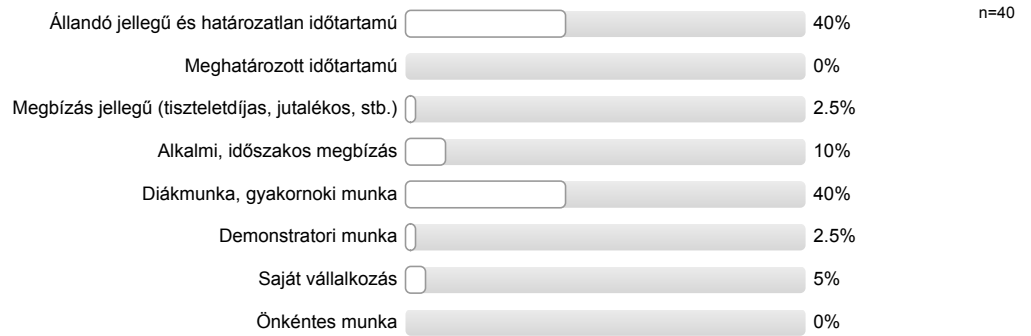 Állandó jellegű és határozatlan időtartamú 40% n=40
Meghatározott időtartamú 0%
Megbízás jellegű (tiszteletdíjas, jutalékos, stb.) 2.5%
Alkalmi, időszakos megbízás 10%
Diákmunka, gyakornoki munka 40%
Demonstratori munka 2.5%
Saját vállalkozás 5%
Önkéntes munka 0%